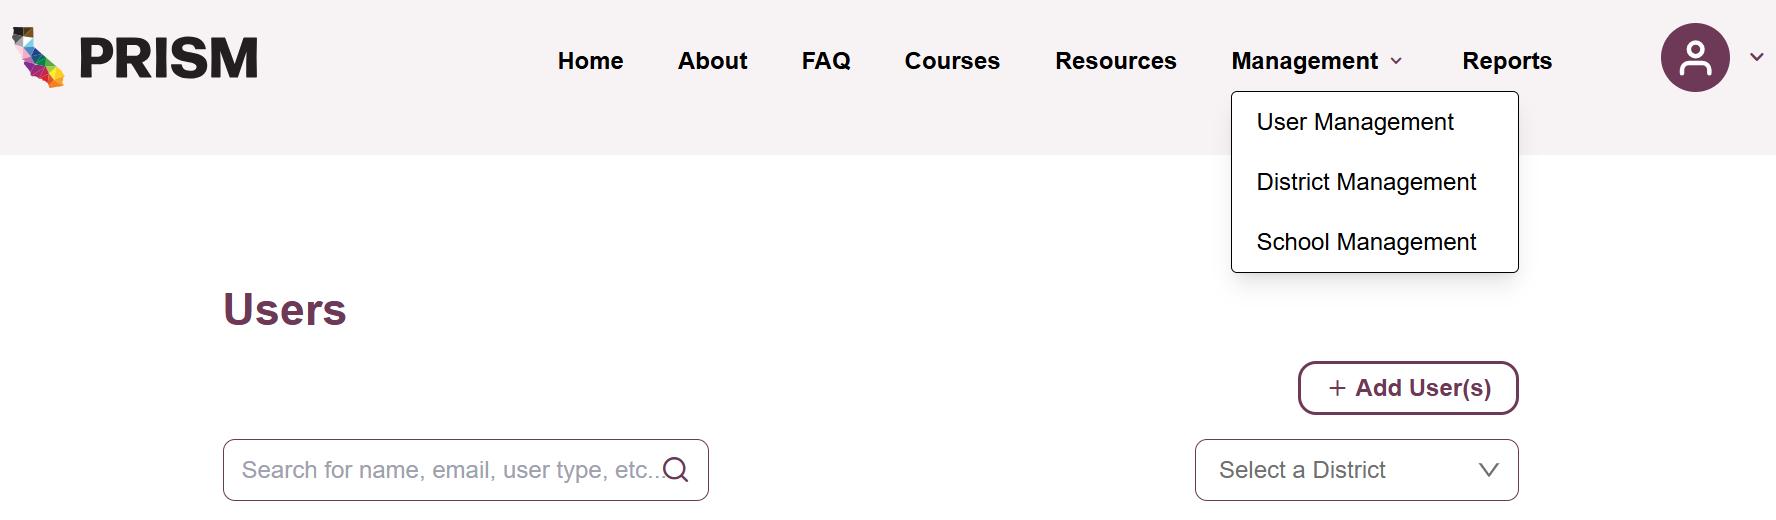 PRISM
Home About FAQ Courses Resources Management Reports
User Management
District Management
School Management
Users
+ Add User(s)
Search for name, email, user type, etc...
Select a District